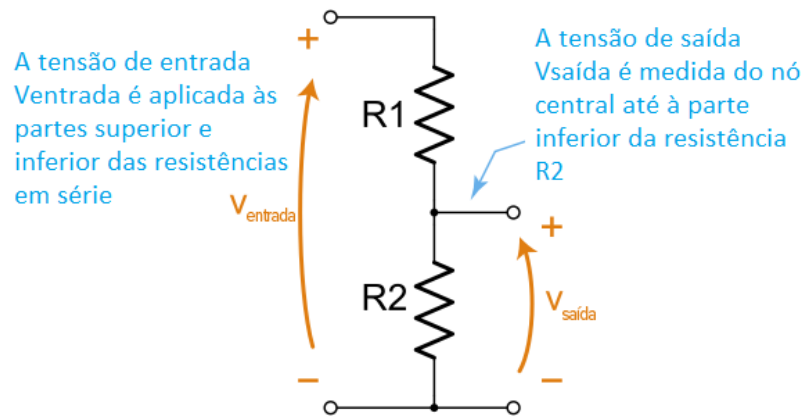 A tensão de entrada
Ventrada é aplicada às
partes superior e
inferior das resistências
em série
A tensão de saída
Vsaída é medida do nó
central até à parte
inferior da resistência
R2
+
R1
Ventrada
+
R2
Vsaída
−
−